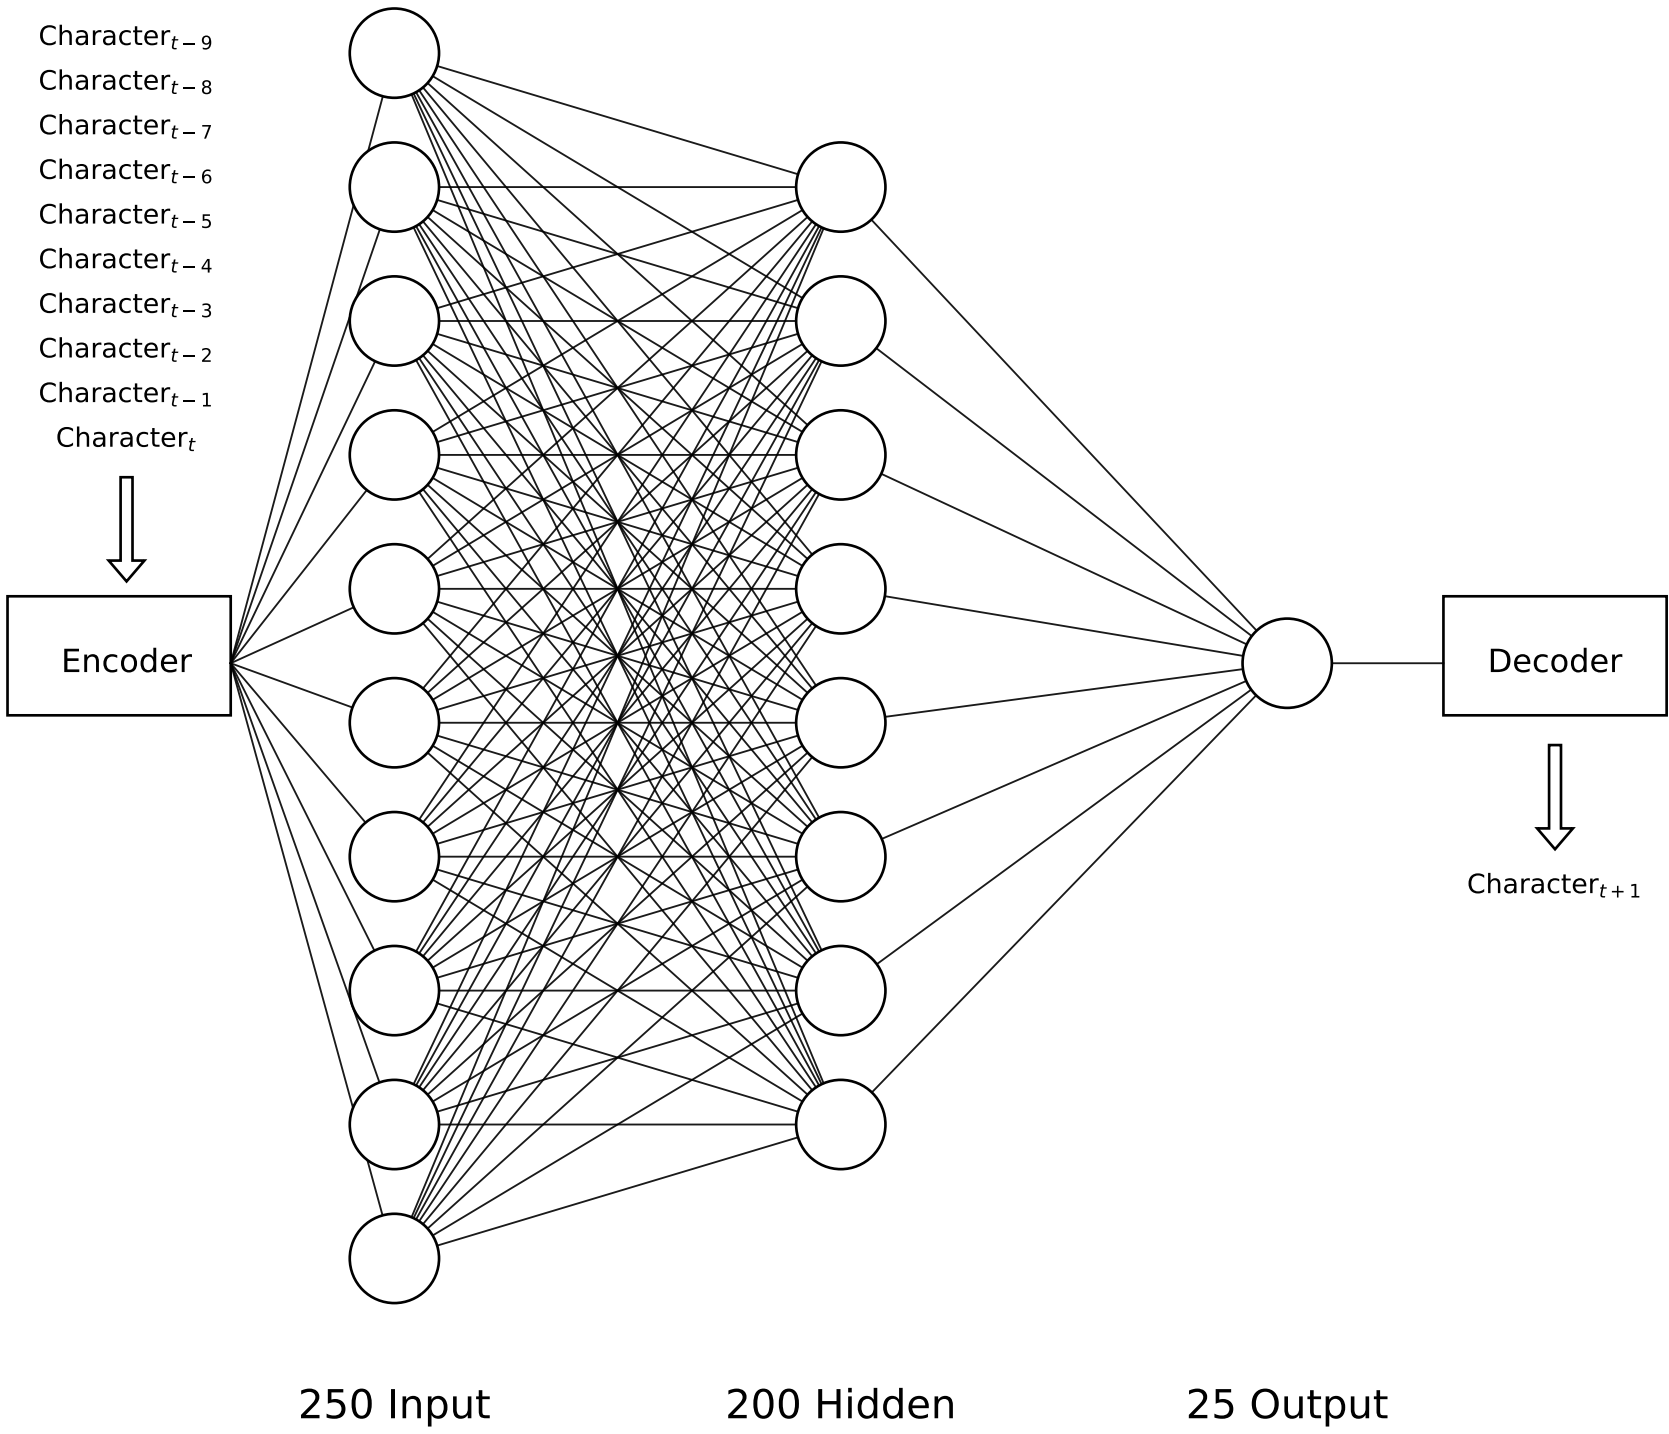 Character t − 9
Character t − 8
Character t − 7
Character t − 6
Character t − 5
Character t − 4
Character t − 3
Character t − 2
Character t − 1
Character t
Encoder
Decoder
Character t + 1
250 Input
200 Hidden
25 Output